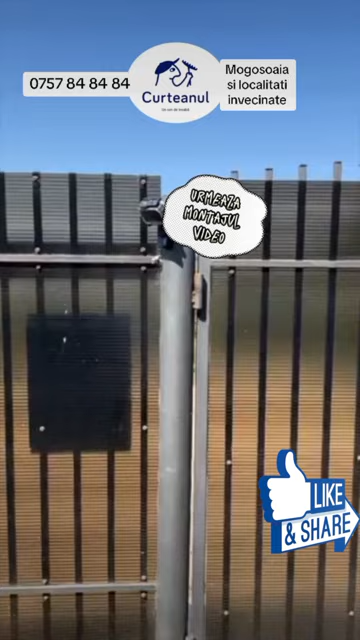 0757 84 84 84
Curteanul
Mogosoaia
si localitati
invecinate
URMEAZA
MONTAJUL
VIDEO
LIKE
& SHARE